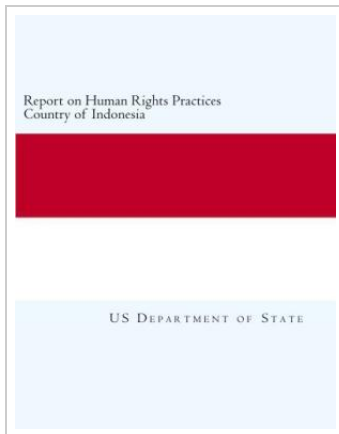 Report on Human Rights Practices
Country of Indonesia
US DEPARTMENT OF STATE